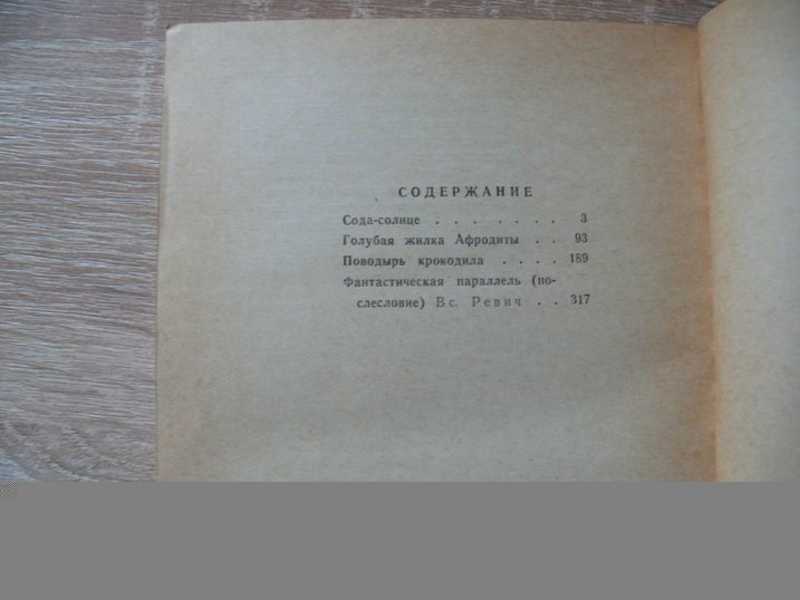 СОДЕРЖАНИЕ
Сода-солнце . . . . . . . 3
Голубая жилка Афродиты . . 93
Поводырь крокодила . . . . 189
Фантастическая параллель (по-
слесловие) Вс. Ревич . . 317